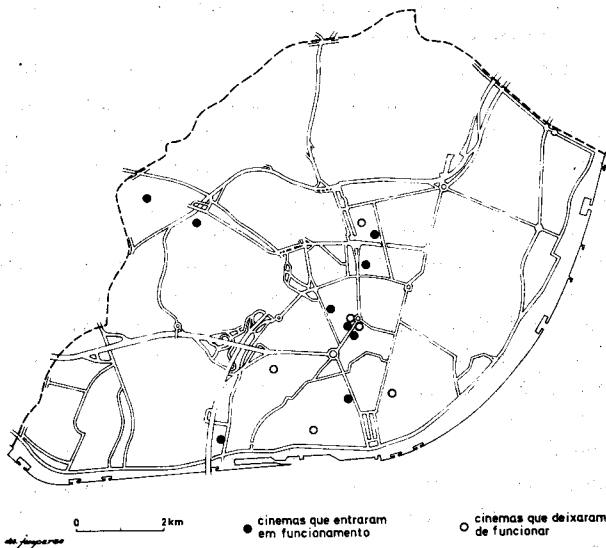 0 2km
cinemas que entraram
em funcionamento
cinemas que deixaram
de funcionar